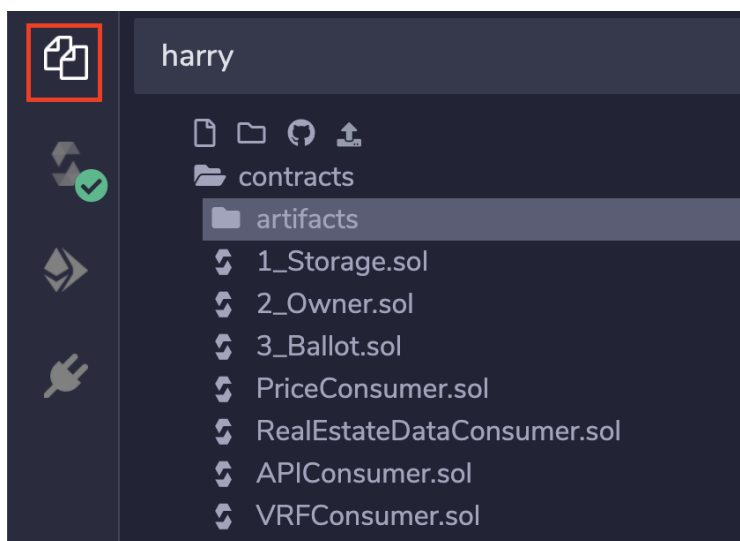 harry
contracts
artifacts
1_Storage.sol
2_Owner.sol
3_Ballot.sol
PriceConsumer.sol
RealEstateDataConsumer.sol
APIConsumer.sol
VRFConsumer.sol